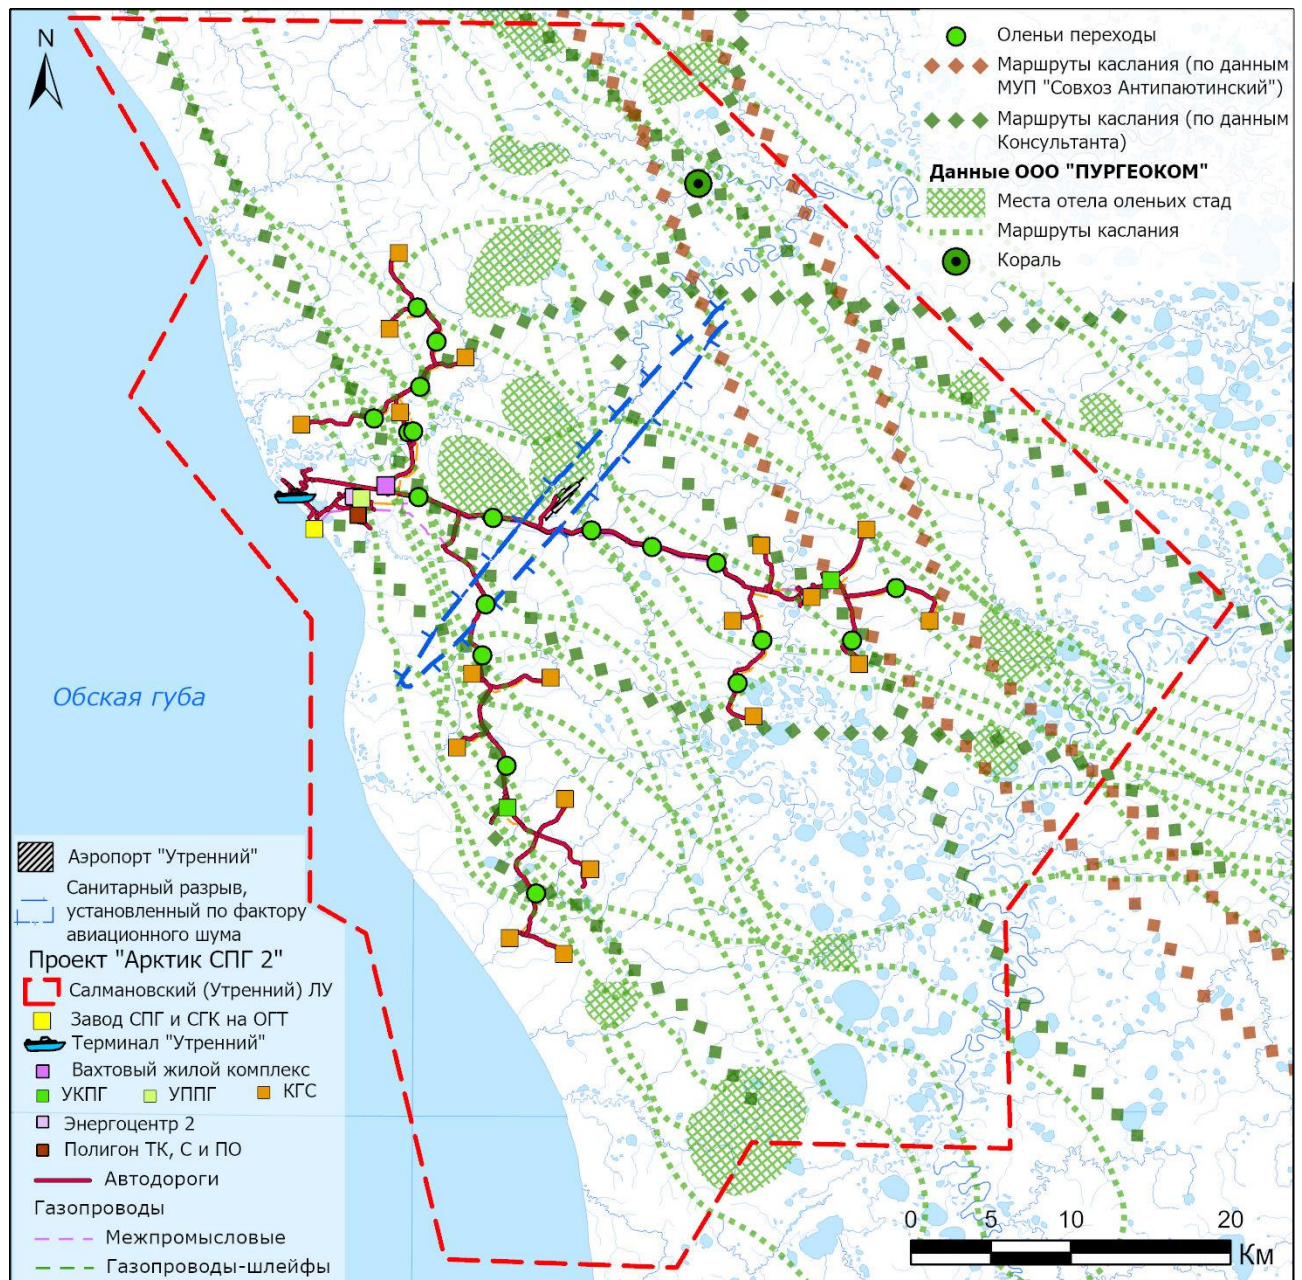 N
Оленьи переходы
Маршруты каслания (по данным
МУП "Совхоз Антипаютинский")
Маршруты каслания (по данным
Консультанта)
Данные ООО "ПУРГЕОКОМ"
Места отела оленьих стад
Маршруты каслания
Кораль
Обская губа
Аэропорт "Утренний"
Санитарный разрыв,
установленный по фактору
авиационного шума
Проект "Арктик СПГ 2"
Салмановский (Утренний) ЛУ
Завод СПГ и СГК на ОГТ
Терминал "Утренний"
Вахтовый жилой комплекс
УКПГ УППГ КГС
Энергоцентр 2
Полигон ТК, С и ПО
Автодороги
Газопроводы
Межпромысловые
Газопроводы-шлейфы
0 5 10 20
Км